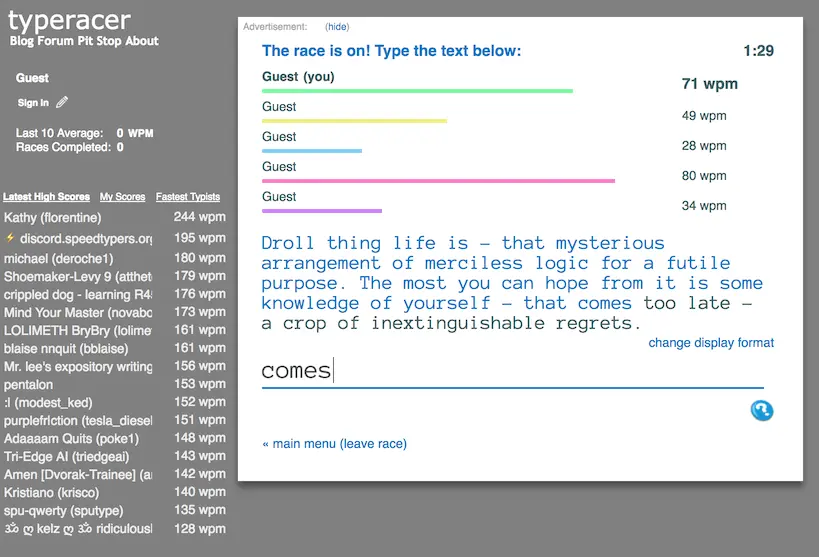 typeracer
Blog Forum Pit Stop About
Guest
Sign In
Last 10 Average: 0 WPM
Races Completed: 0
Latest High Scores My Scores Fastest Typists
Kathy (florentine) 244 wpm
⚡ discord.speedtypers.org 195 wpm
michael (deroche1) 180 wpm
Shoemaker-Levy 9 (atthet 179 wpm
crippled dog - learning R4 176 wpm
Mind Your Master (novabo 173 wpm
LOLIMETH BryBry (lolime 161 wpm
blaise nnquit (bblaise) 161 wpm
Mr. lee's expository writing 156 wpm
pentalon 153 wpm
:l (modest_ked) 152 wpm
purplefr!ction (tesla_diesel 151 wpm
Adaaaam Quits (poke1) 148 wpm
Tri-Edge AI (triedgeai) 143 wpm
Amen [Dvorak-Trainee] (a 142 wpm
Kristiano (krisco) 140 wpm
spu-qwerty (sputype) 135 wpm
ॐ ღ kelz ღ ॐ ridiculousl 128 wpm
Advertisement: (hide)
The race is on! Type the text below: 1:29
Guest (you) 71 wpm
Guest 49 wpm
Guest 28 wpm
Guest 80 wpm
Guest 34 wpm
Droll thing life is – that mysterious
arrangement of merciless logic for a futile
purpose. The most you can hope from it is some
knowledge of yourself – that comes too late –
a crop of inextinguishable regrets.
change display format
comes
?
« main menu (leave race)